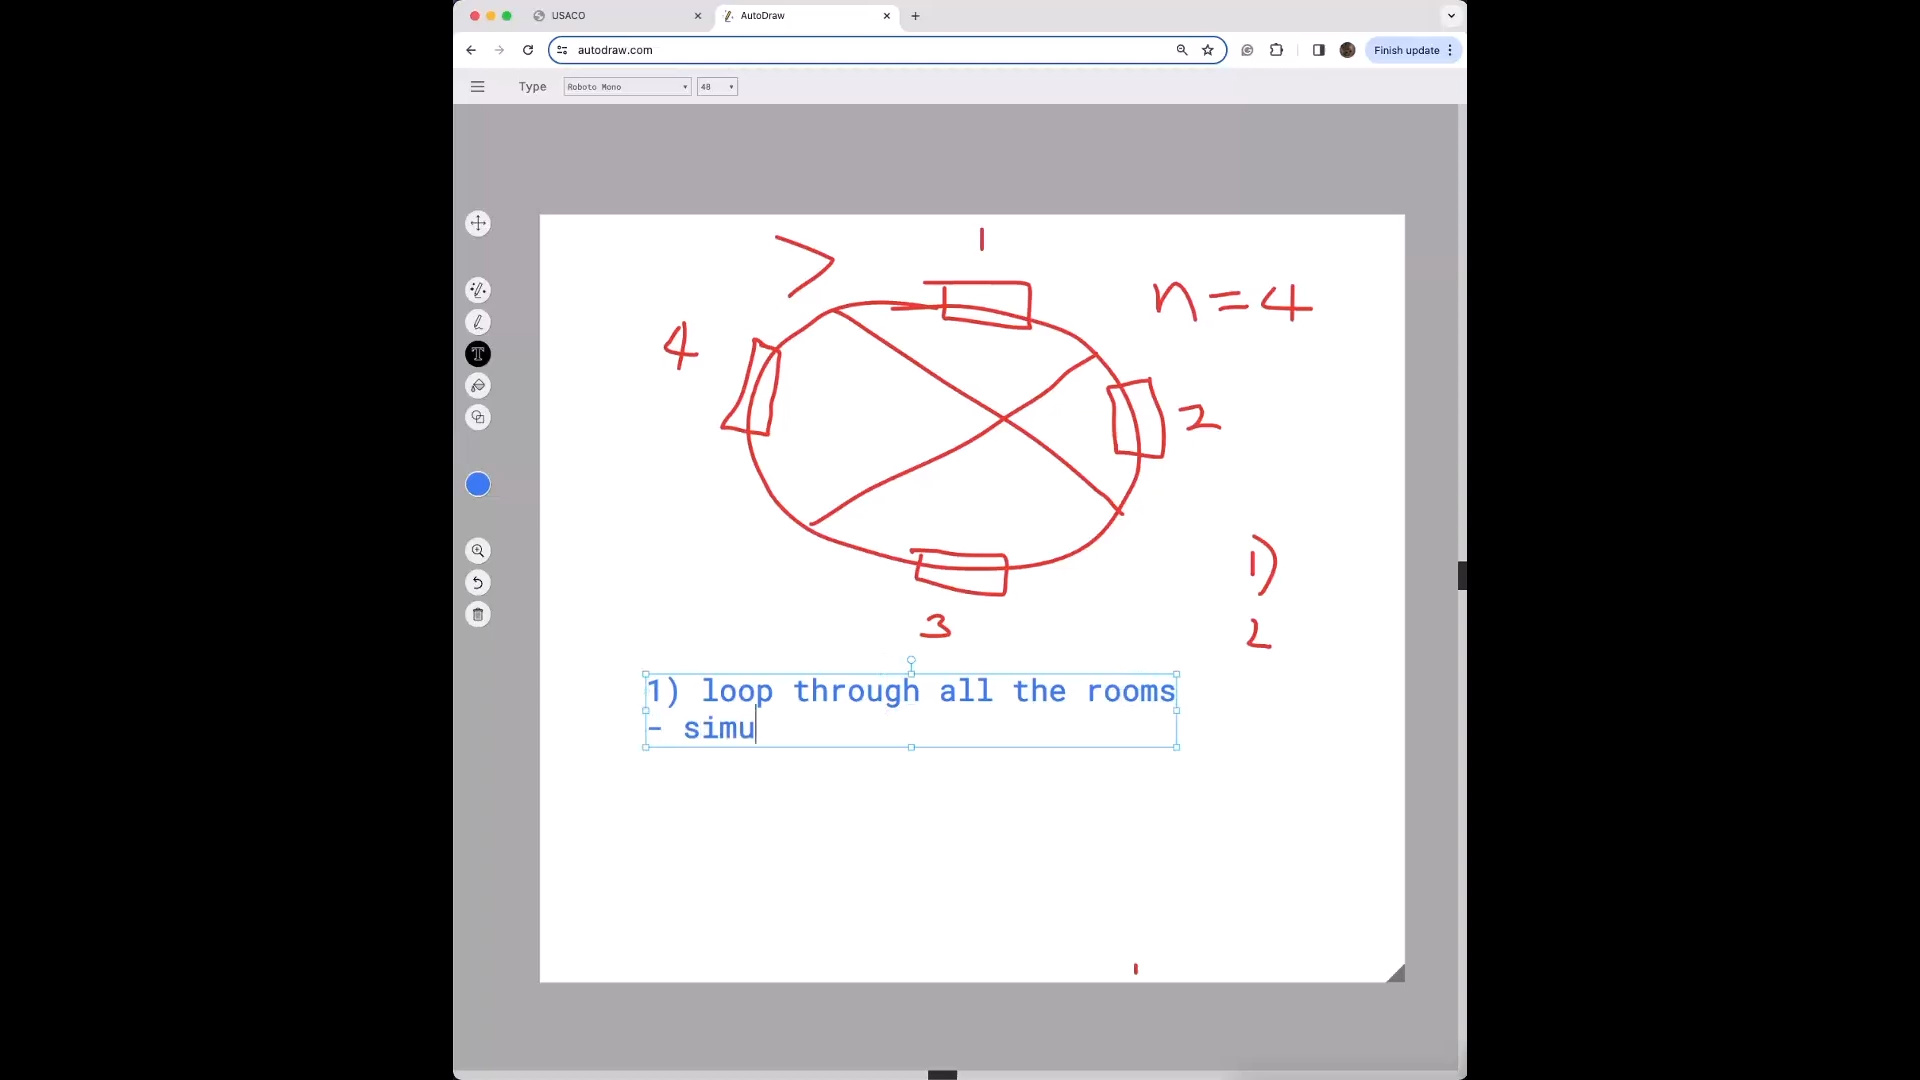 USACO
AutoDraw
autodraw.com
Finish update
Type
Roboto Mono
48
1
n=4
4
2
1)
2
3
1) loop through all the rooms
- simu